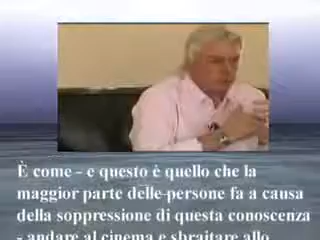 È come - e questo è quello che la
maggior parte delle persone fa a causa
della soppressione di questa conoscenza
- andare al cinema e sbraitare allo